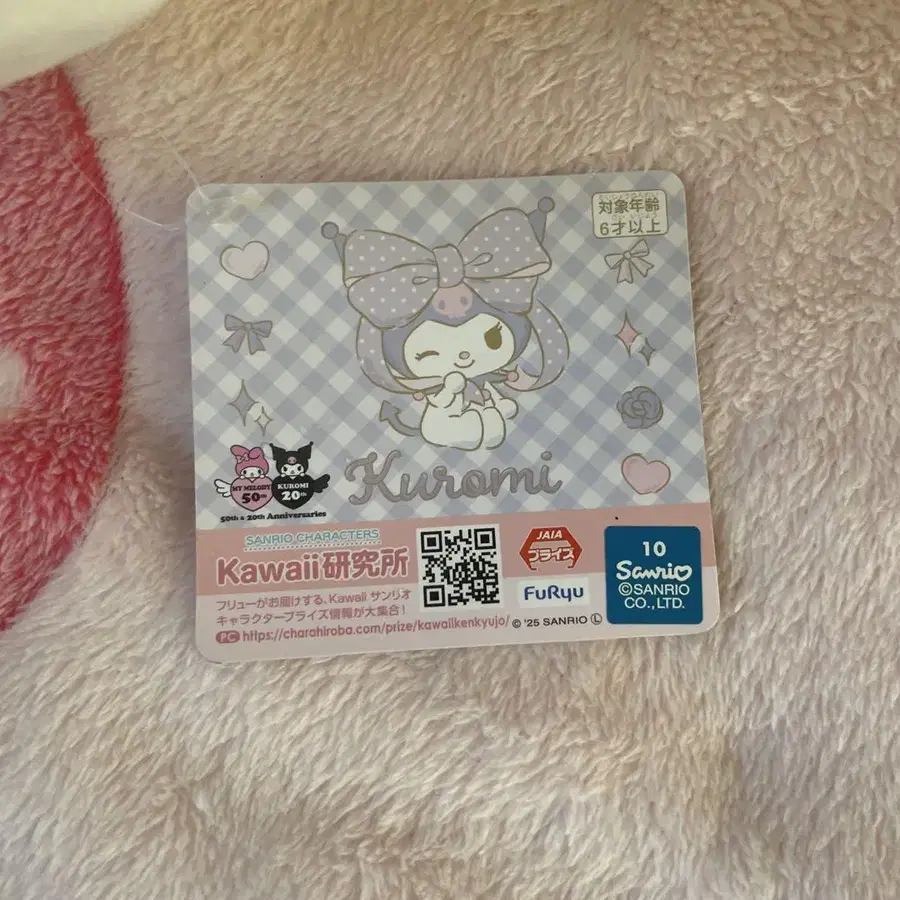 対象年齢
6才以上
Kuromi
MY MELODY
50th
KUROMI
20th
50th & 20th Anniversaries
SANRIO CHARACTERS
Kawaii研究所
フリューがお届けする、Kawaii サンリオ
キャラクタープライズ情報が大集合!
PC https://charahiroba.com/prize/kawaiikenkyujo/
JAIA
プライズ
FuRyu
© '25 SANRIO Ⓛ
10
Sanrio
©SANRIO
CO.,LTD.